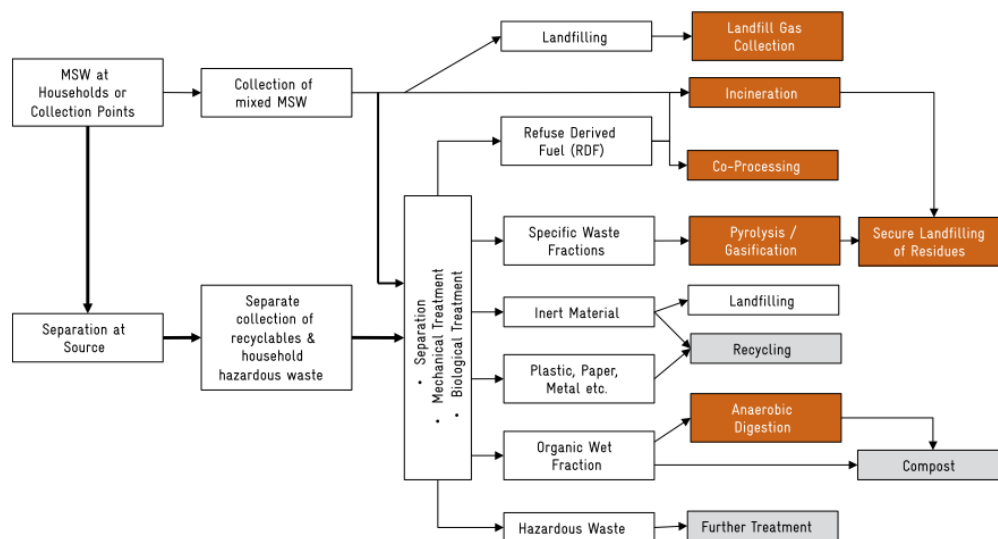 Landfilling
Landfill Gas
Collection
MSW at
Households or
Collection Points
Collection of
mixed MSW
Incineration
Refuse Derived
Fuel (RDF)
Co-Processing
Specific Waste
Fractions
Pyrolysis /
Gasification
Secure Landfilling
of Residues
Separation at
Source
Separate
collection of
recyclables &
household
hazardous waste
• Separation
• Mechanical Treatment
• Biological Treatment
Inert Material
Landfilling
Recycling
Plastic, Paper,
Metal etc.
Organic Wet
Fraction
Anaerobic
Digestion
Compost
Hazardous Waste
Further Treatment